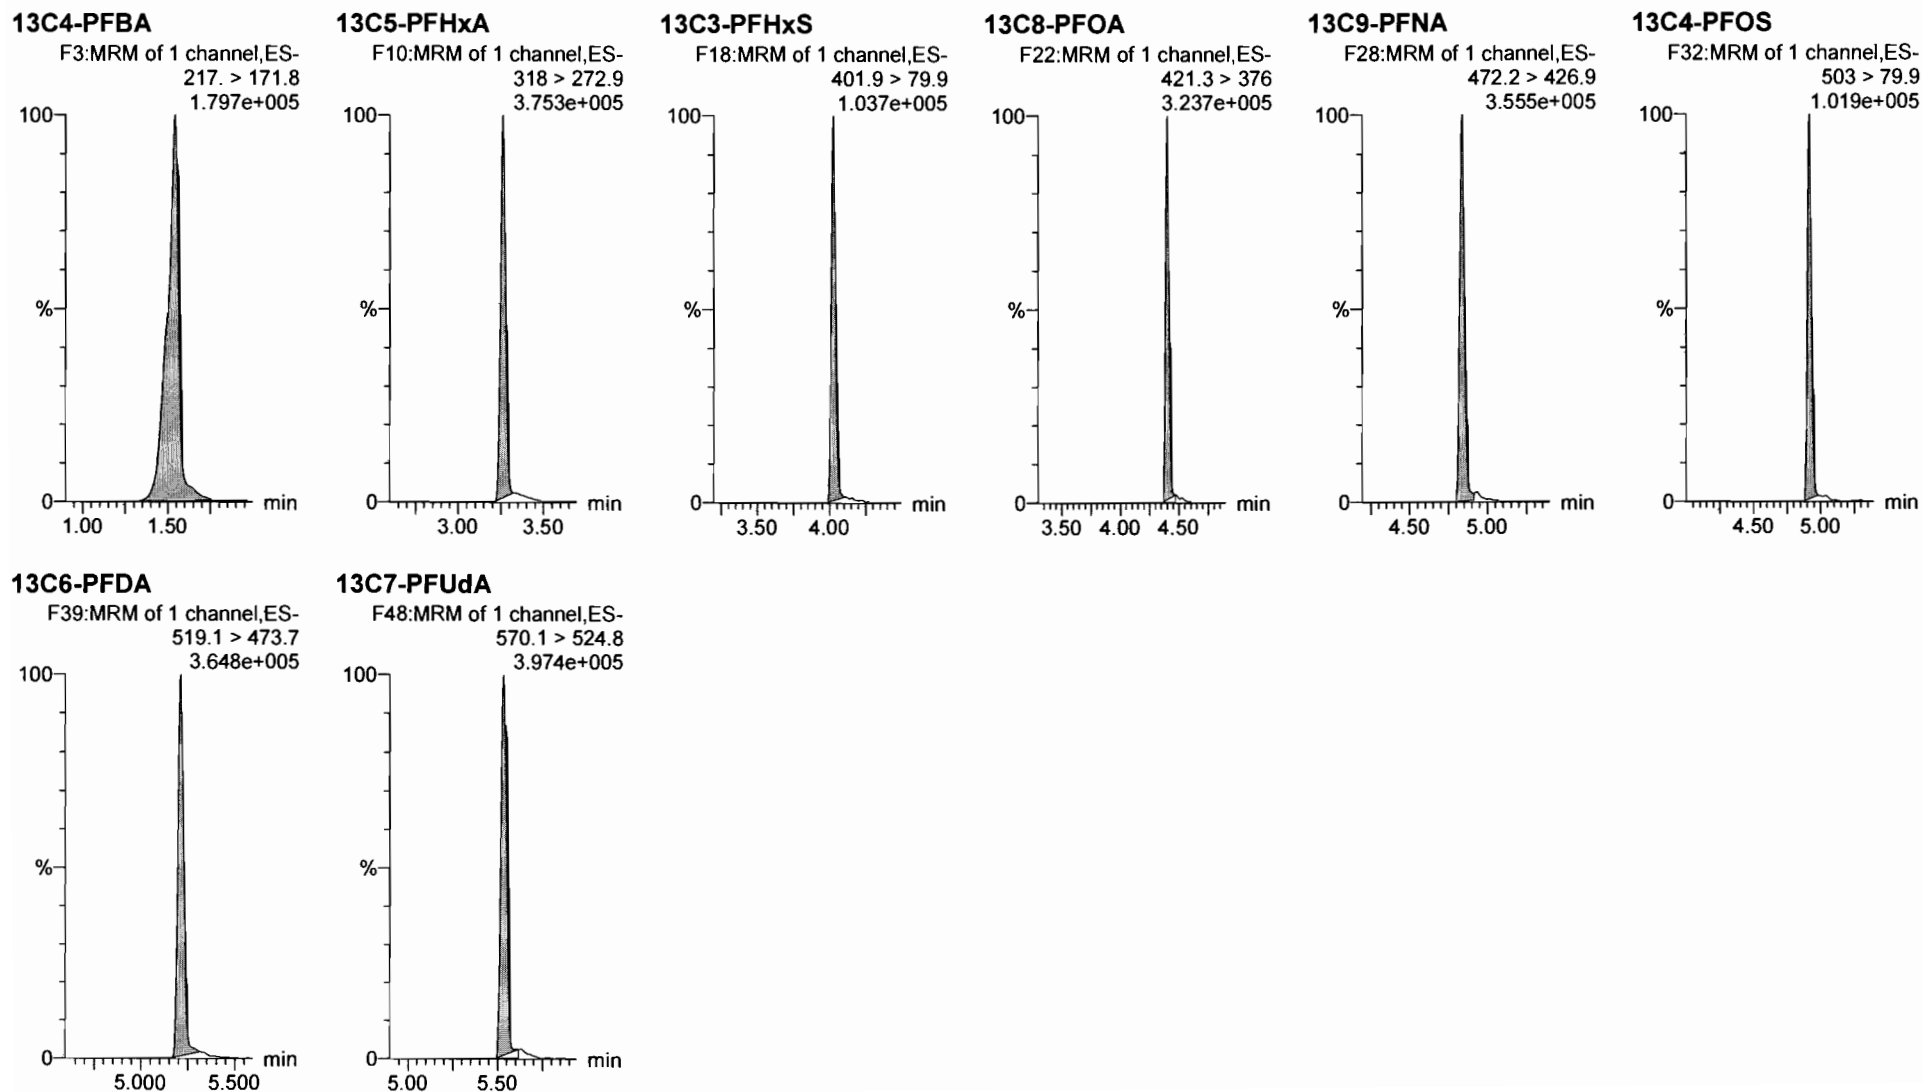 13C4-PFBA
F3:MRM of 1 channel,ES-
217. > 171.8
1.797e+005
100
%
0
min
1.00 1.50
13C5-PFHxA
F10:MRM of 1 channel,ES-
318 > 272.9
3.753e+005
100
%
0
min
3.00 3.50
13C3-PFHxS
F18:MRM of 1 channel,ES-
401.9 > 79.9
1.037e+005
100
%
0
min
3.50 4.00
13C8-PFOA
F22:MRM of 1 channel,ES-
421.3 > 376
3.237e+005
100
%
0
min
3.50 4.00 4.50
13C9-PFNA
F28:MRM of 1 channel,ES-
472.2 > 426.9
3.555e+005
100
%
0
min
4.50 5.00
13C4-PFOS
F32:MRM of 1 channel,ES-
503 > 79.9
1.019e+005
100
%
0
min
4.50 5.00
13C6-PFDA
F39:MRM of 1 channel,ES-
519.1 > 473.7
3.648e+005
100
%
0
min
5.000 5.500
13C7-PFUdA
F48:MRM of 1 channel,ES-
570.1 > 524.8
3.974e+005
100
%
0
min
5.00 5.50